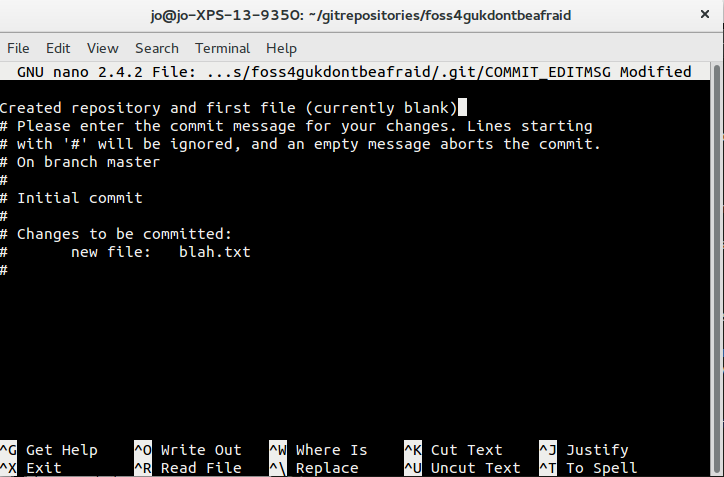 jo@jo-XPS-13-9350: ~/gitrepositories/foss4gukdontbeafraid
File Edit View Search Terminal Help
GNU nano 2.4.2 File: ...s/foss4gukdontbeafraid/.git/COMMIT_EDITMSG Modified
Created repository and first file (currently blank)
# Please enter the commit message for your changes. Lines starting
# with '#' will be ignored, and an empty message aborts the commit.
# On branch master
#
# Initial commit
#
# Changes to be committed:
#       new file:   blah.txt
#
^G Get Help ^O Write Out ^W Where Is ^K Cut Text ^J Justify
^X Exit ^R Read File ^\ Replace ^U Uncut Text ^T To Spell